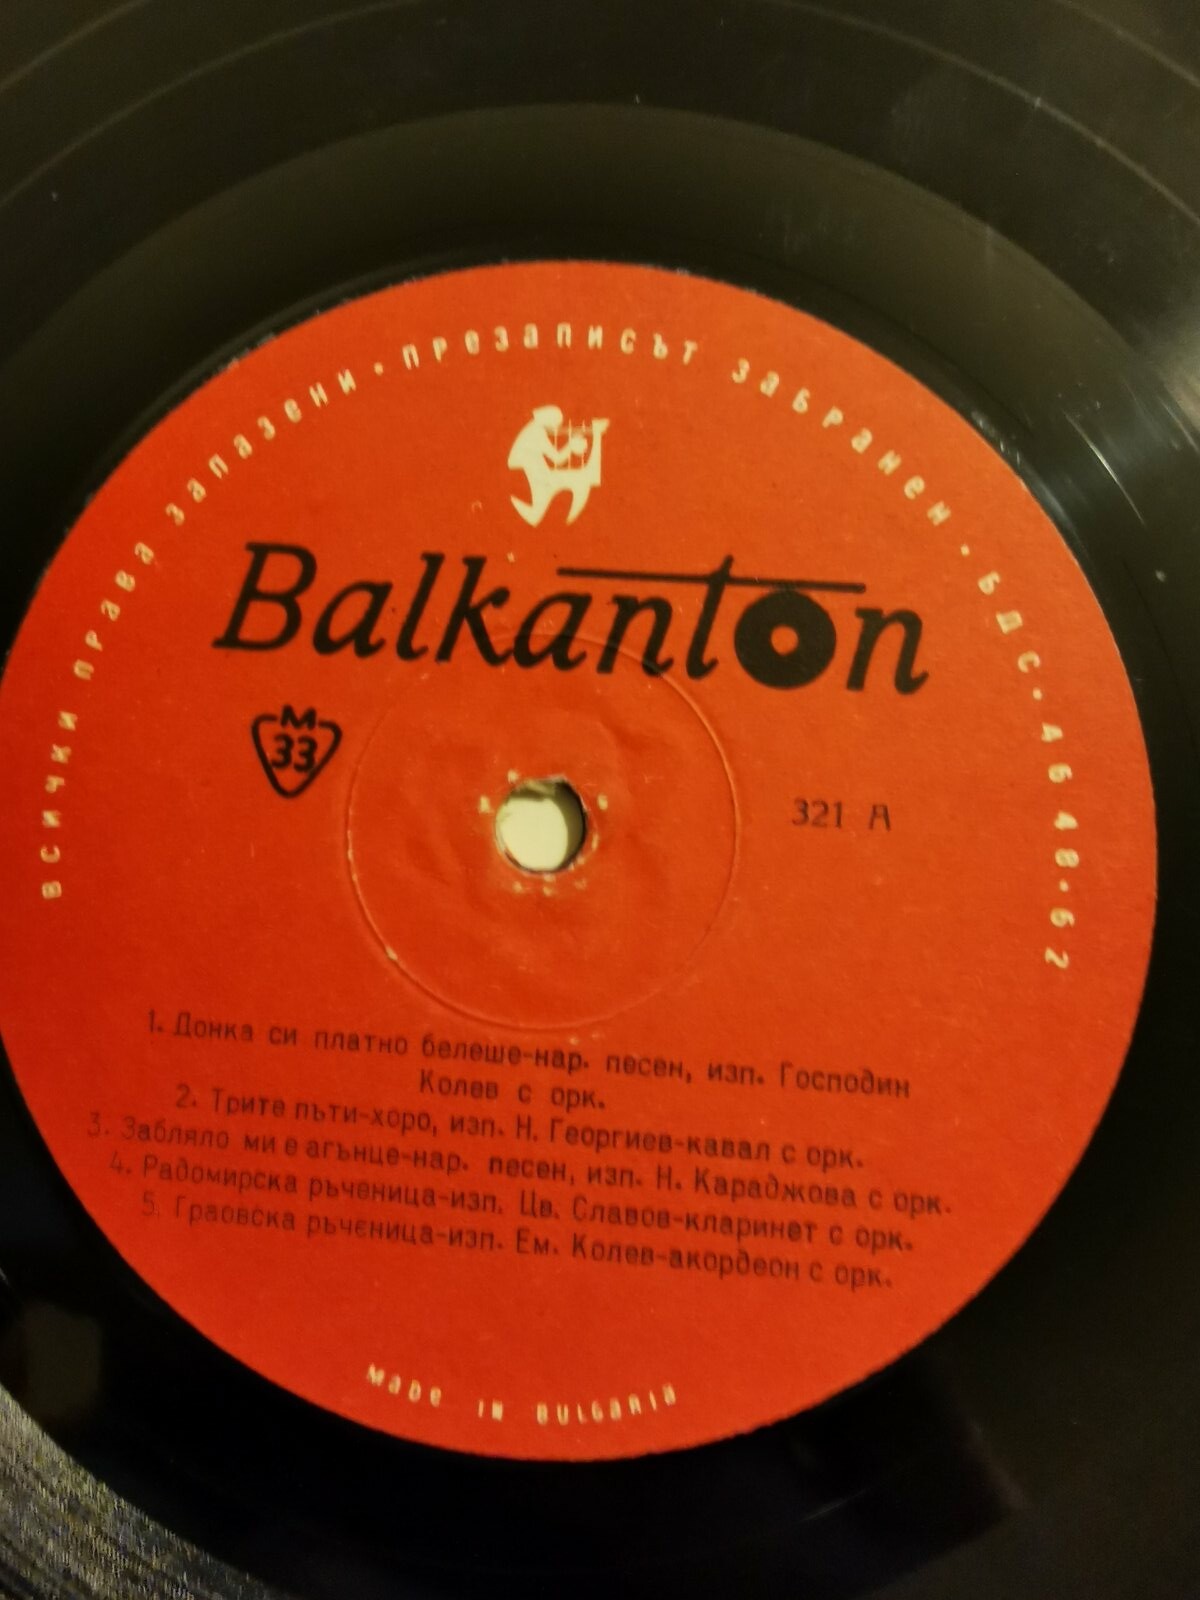 ВСИЧКИ ПРАВА ЗАПАЗЕНИ • ПРЕЗАПИСЪТ ЗАБРАНЕН • БДС • 4648 • 62
Balkanton
M
33
321 А
1. Донка си платно белеше-нар. песен, изп. Господин
Колев с орк.
2. Трите пъти-хоро, изп. Н. Георгиев-кавал с орк.
3. Забляло ми е агънце-нар. песен, изп. Н. Караджова с орк.
4. Радомирска ръченица-изп. Цв. Славов-кларинет с орк.
5. Граовска ръченица-изп. Ем. Колев-акордеон с орк.
MADE IN BULGARIA